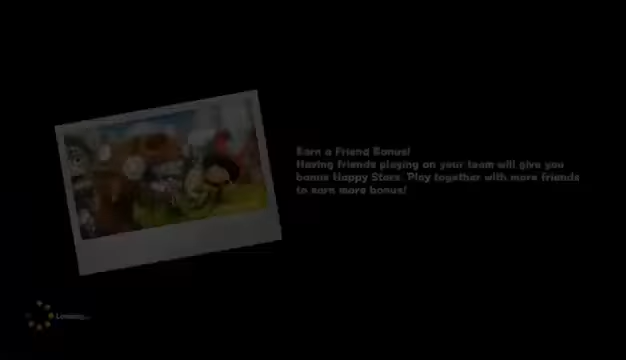 Earn a Friend Bonus!
Having friends playing on your team will give you
bonus Happy Stars. Play together with more friends
to earn more bonus!
Loading...